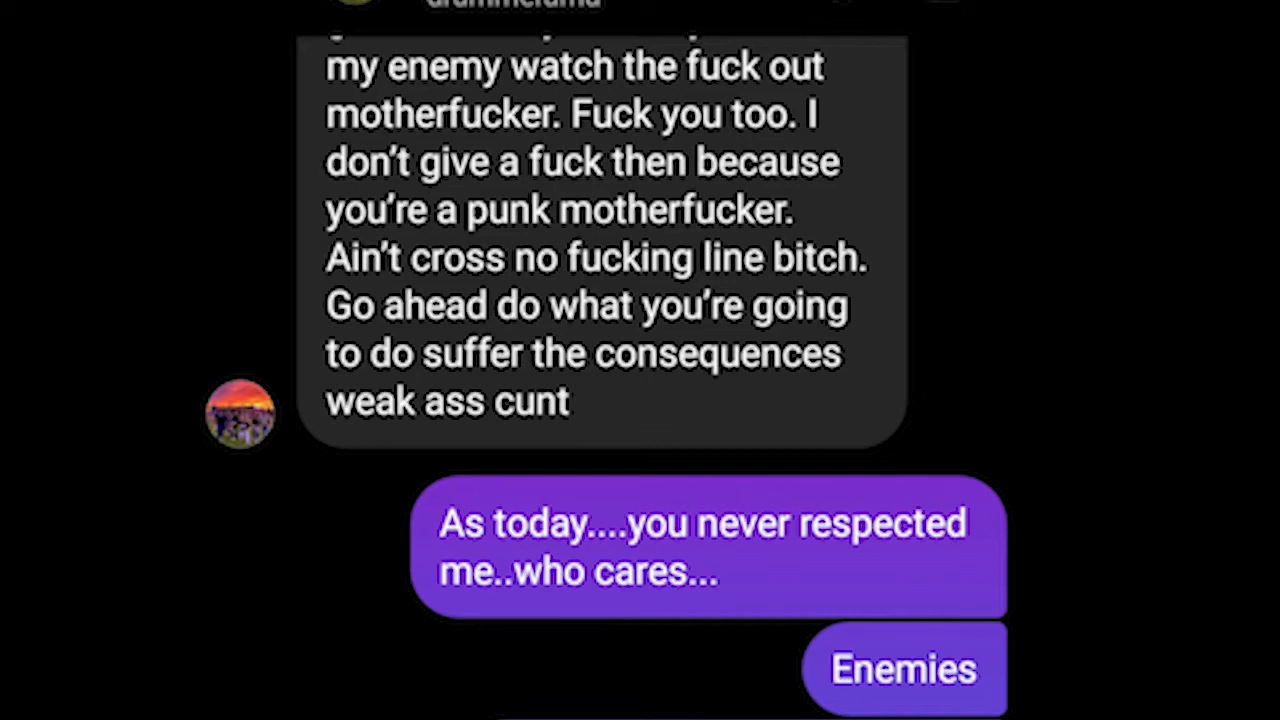 my enemy watch the fuck out
motherfucker. Fuck you too. I
don't give a fuck then because
you're a punk motherfucker.
Ain't cross no fucking line bitch.
Go ahead do what you're going
to do suffer the consequences
weak ass cunt
As today....you never respected
me..who cares...
Enemies